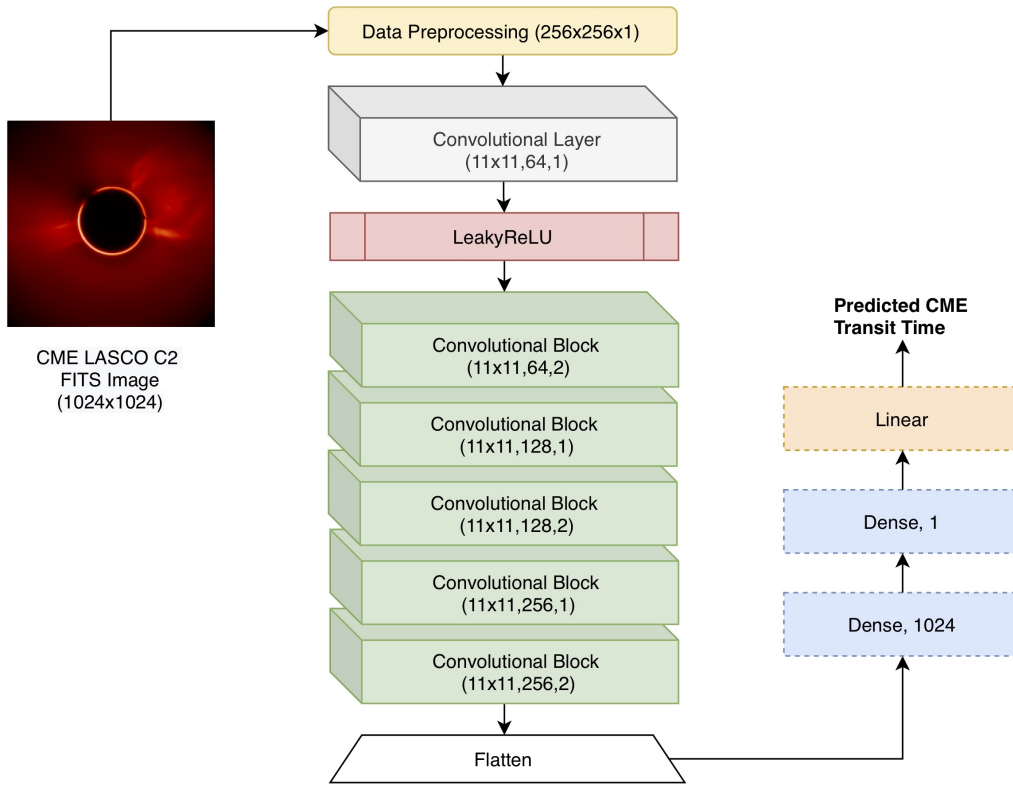 Data Preprocessing (256x256x1)
Convolutional Layer
(11x11,64,1)
LeakyReLU
CME LASCO C2
FITS Image
(1024x1024)
Convolutional Block
(11x11,64,2)
Convolutional Block
(11x11,128,1)
Convolutional Block
(11x11,128,2)
Convolutional Block
(11x11,256,1)
Convolutional Block
(11x11,256,2)
Flatten
Predicted CME
Transit Time
Linear
Dense, 1
Dense, 1024